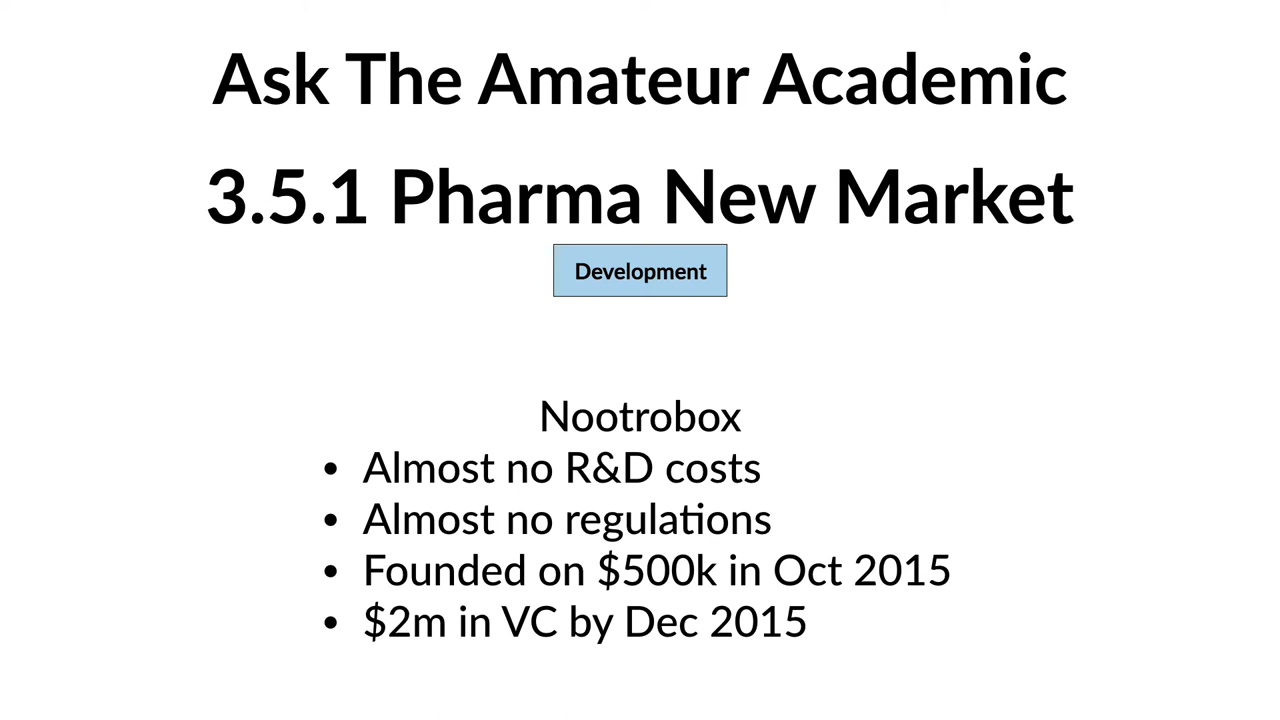 Ask The Amateur Academic
3.5.1 Pharma New Market
Development
Nootrobox
• Almost no R&D costs
• Almost no regulations
• Founded on $500k in Oct 2015
• $2m in VC by Dec 2015